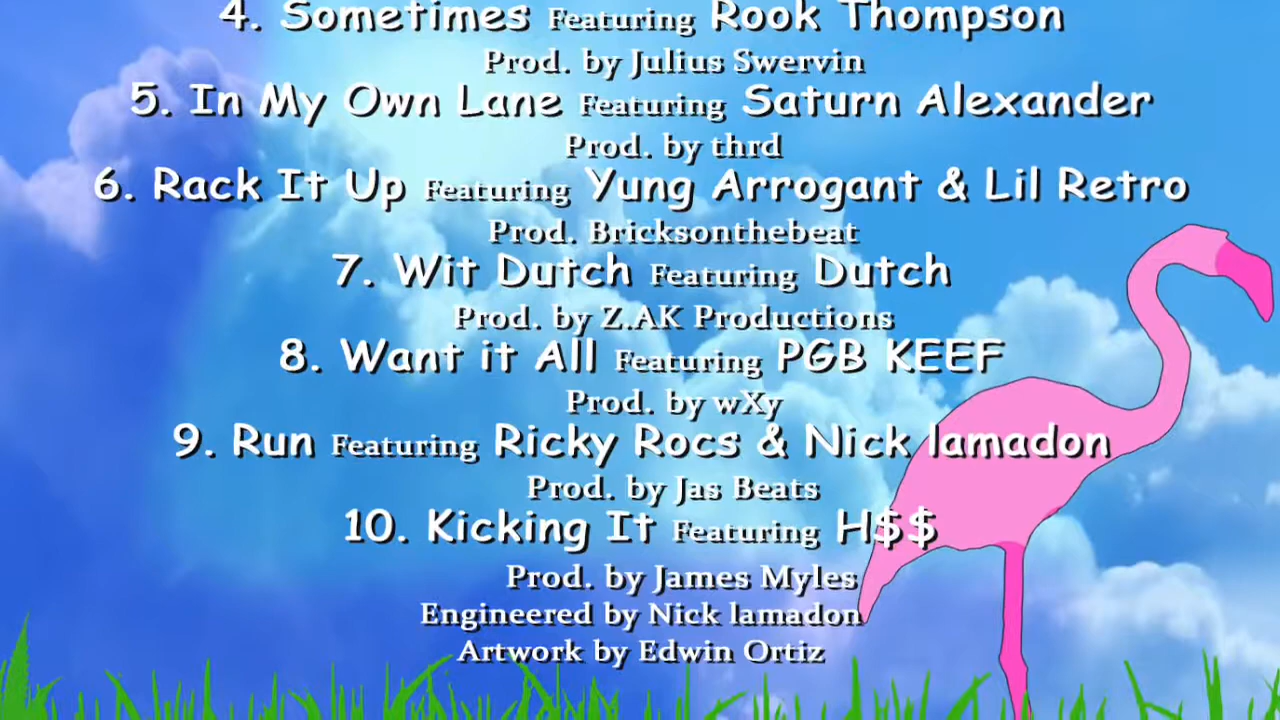 4. Sometimes Featuring Rook Thompson
Prod. by Julius Swervin
5. In My Own Lane Featuring Saturn Alexander
Prod. by thrd
6. Rack It Up Featuring Yung Arrogant & Lil Retro
Prod. Bricksonthebeat
7. Wit Dutch Featuring Dutch
Prod. by Z.AK Productions
8. Want it All Featuring PGB KEEF
Prod. by wXy
9. Run Featuring Ricky Rocs & Nick lamadon
Prod. by Jas Beats
10. Kicking It Featuring H$$
Prod. by James Myles
Engineered by Nick lamadon
Artwork by Edwin Ortiz